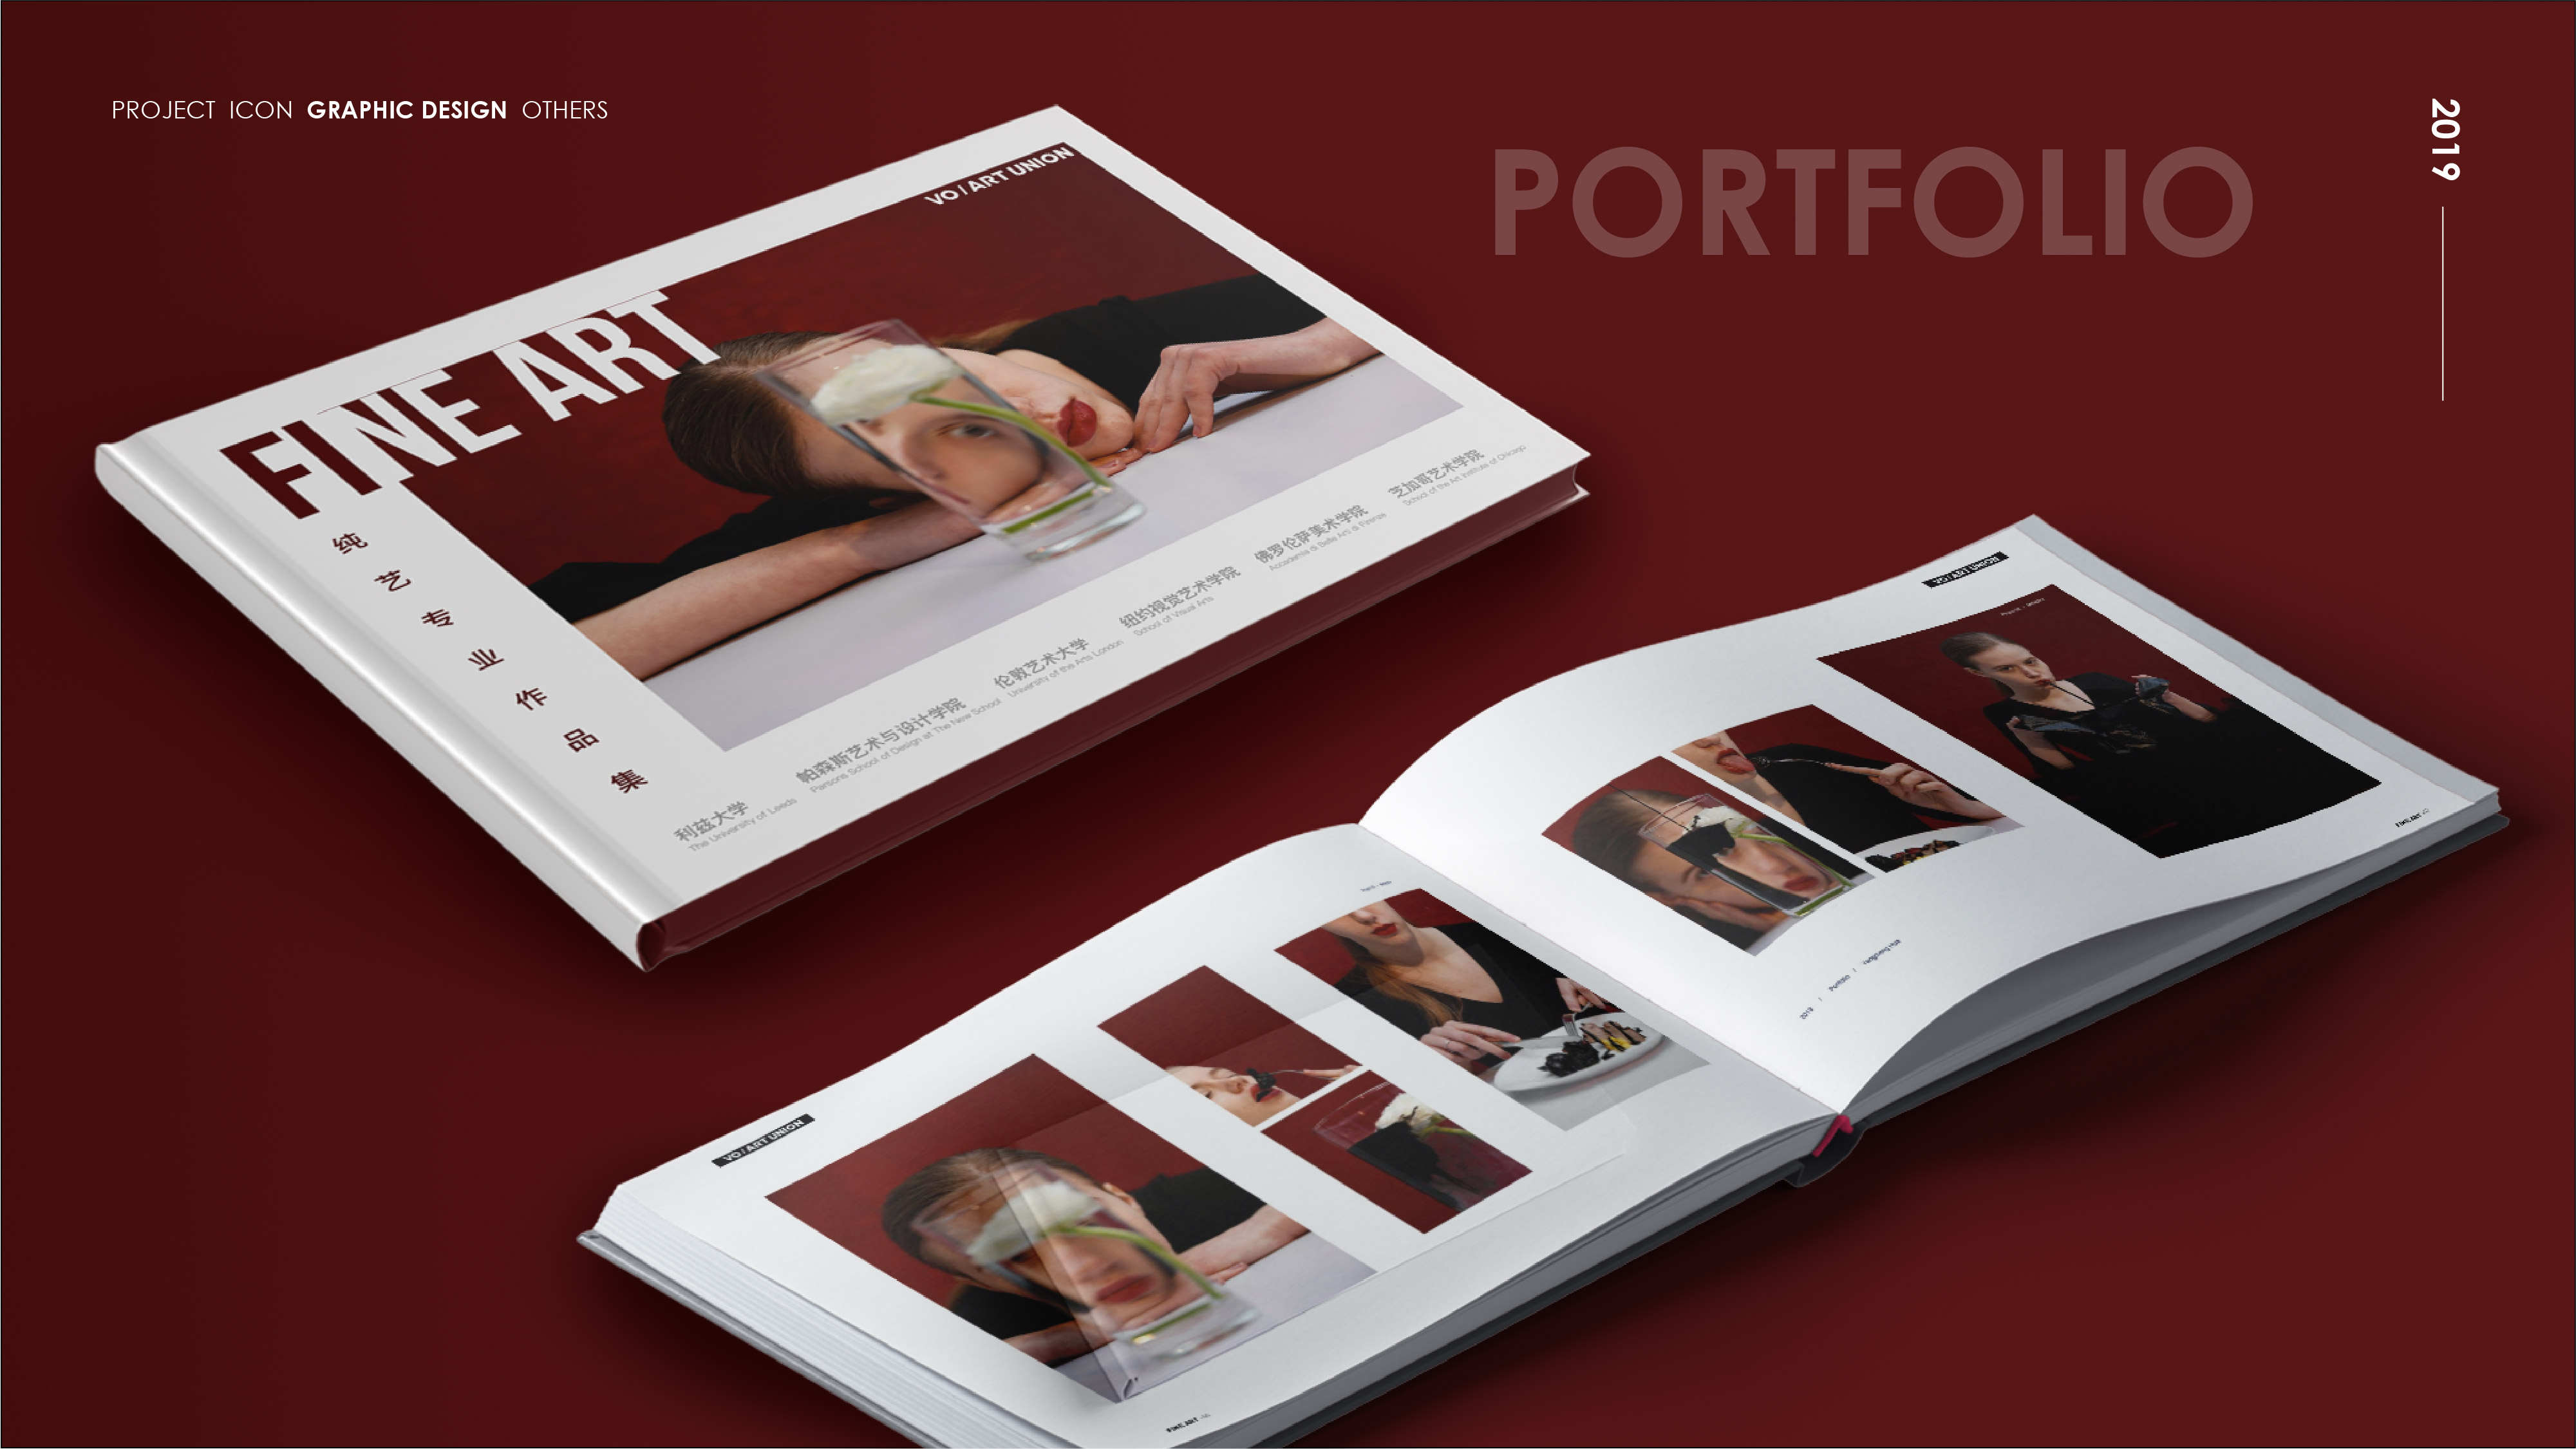 PROJECT ICON GRAPHIC DESIGN OTHERS
2019
PORTFOLIO
VO / ART UNION
FINE ART
纯艺专业作品集
利兹大学
The University of Leeds
帕森斯艺术与设计学院
Parsons School of Design at The New School
伦敦艺术大学
University of the Arts London
纽约视觉艺术学院
School of Visual Arts
佛罗伦萨美术学院
Accademia di Belle Arti di Firenze
芝加哥艺术学院
School of the Art Institute of Chicago
VO / ART UNION
VO / ART UNION
2019 / Portfolio /
FINE ART
FINE ART